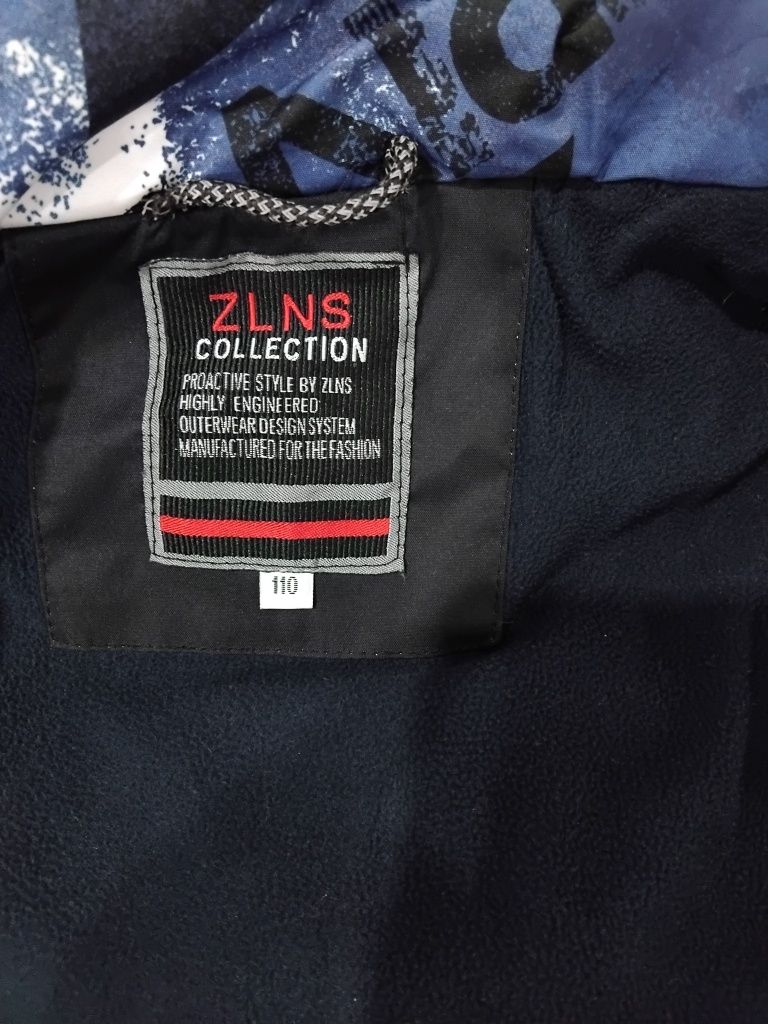 ZLNS
COLLECTION
PROACTIVE STYLE BY ZLNS
HIGHLY ENGINEERED
OUTERWEAR DESIGN SYSTEM
MANUFACTURED FOR THE FASHION
110